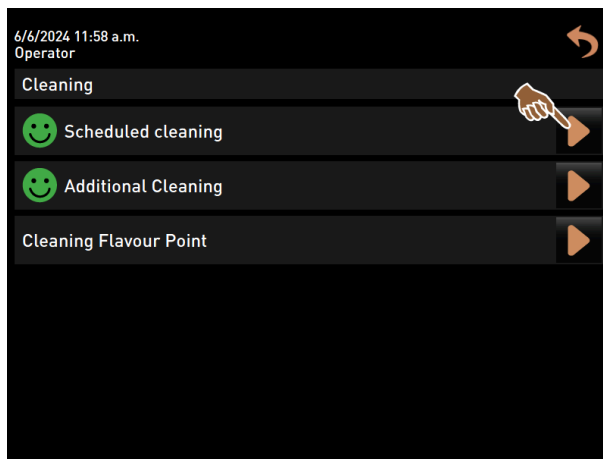 6/6/2024 11:58 a.m.
Operator
Cleaning
Scheduled cleaning
Additional Cleaning
Cleaning Flavour Point